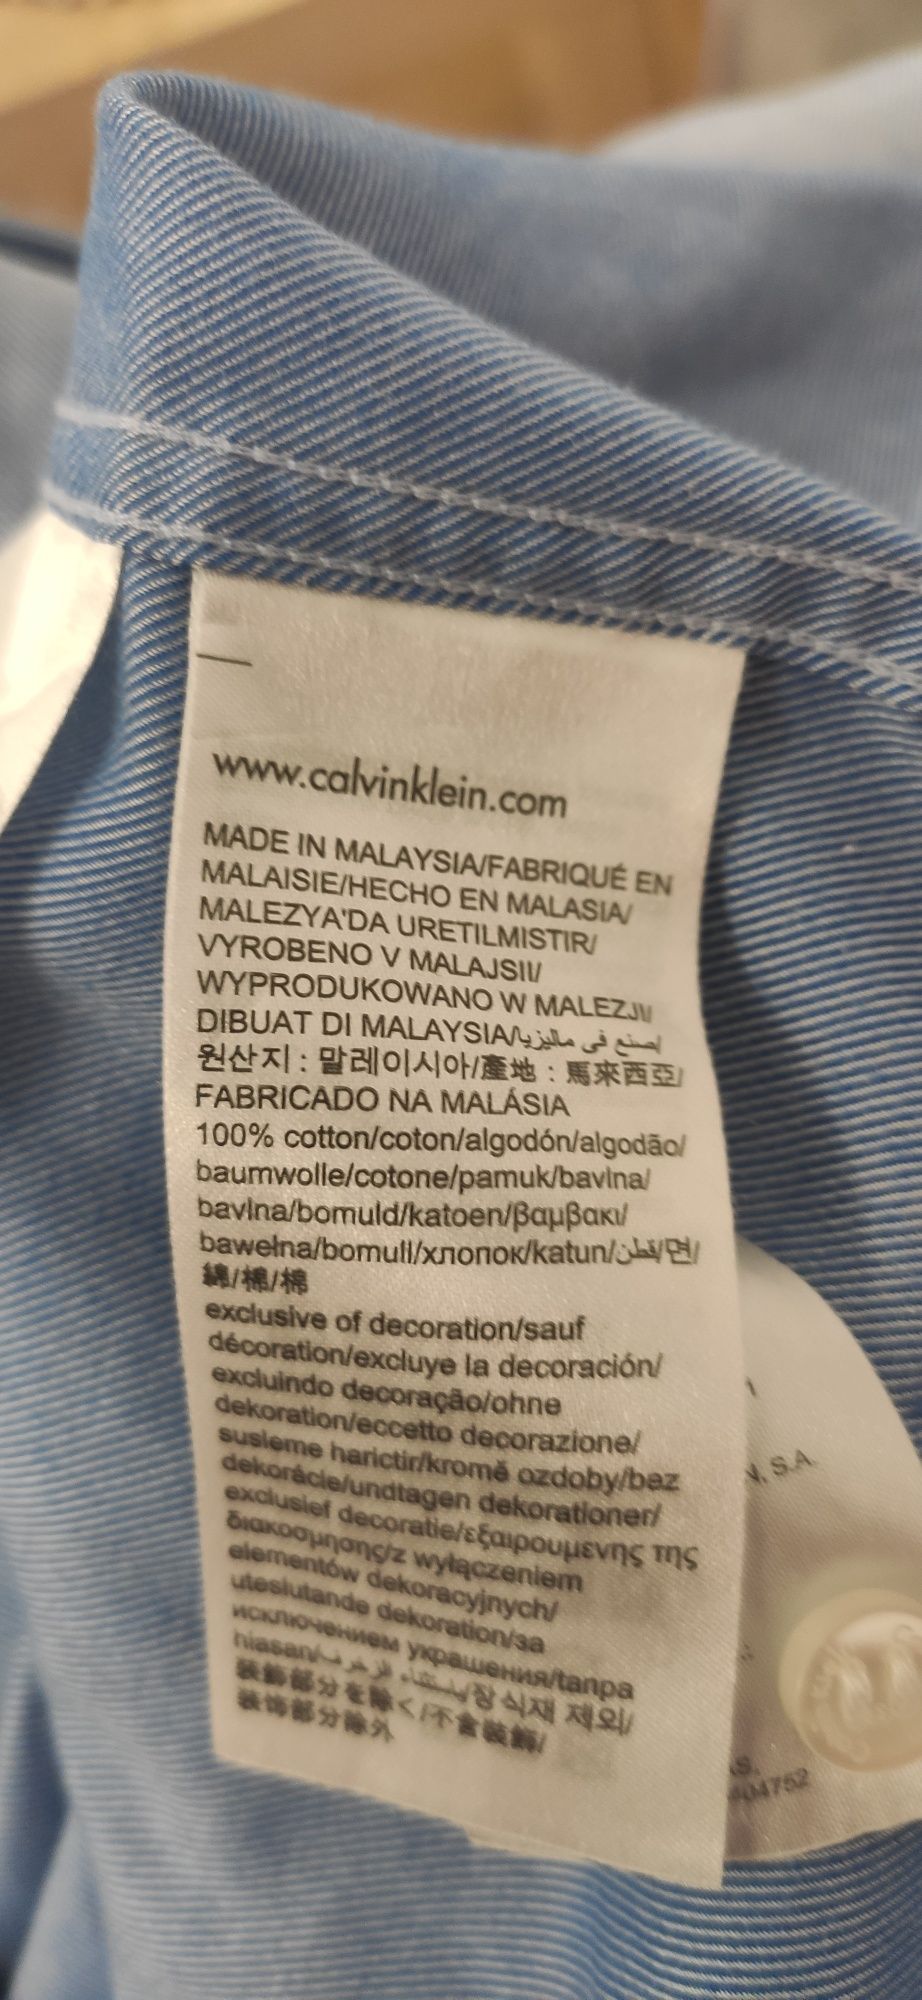 www.calvinklein.com
MADE IN MALAYSIA/FABRIQUÉ EN
MALAISIE/HECHO EN MALASIA/
MALEZYA'DA URETILMISTIR/
VYROBENO V MALAJSII/
WYPRODUKOWANO W MALEZJI/
DIBUAT DI MALAYSIA/صنع في ماليزيا/
원산지 : 말레이시아/產地 : 馬來西亞/
FABRICADO NA MALÁSIA
100% cotton/coton/algodón/algodão/
baumwolle/cotone/pamuk/bavlna/
bavlna/bomuld/katoen/βαμβακι/
bawełna/bomull/хлопок/katun/قطن/면/
綿/棉/棉
exclusive of decoration/sauf
décoration/excluye la decoración/
excluindo decoração/ohne
dekoration/eccetto decorazione/
susleme harictir/kromě ozdoby/bez
dekorácie/undtagen dekorationer/
exclusief decoratie/εξαιρουμενης της
διακοσμησης/z wyłączeniem
elementów dekoracyjnych/
uteslutande dekoration/за
исключением украшения/tanpa
hiasan/باستثناء الزخرفة/장식재 제외/
装飾部分を除く/不含裝飾/
装饰部分除外
S.A.
404752